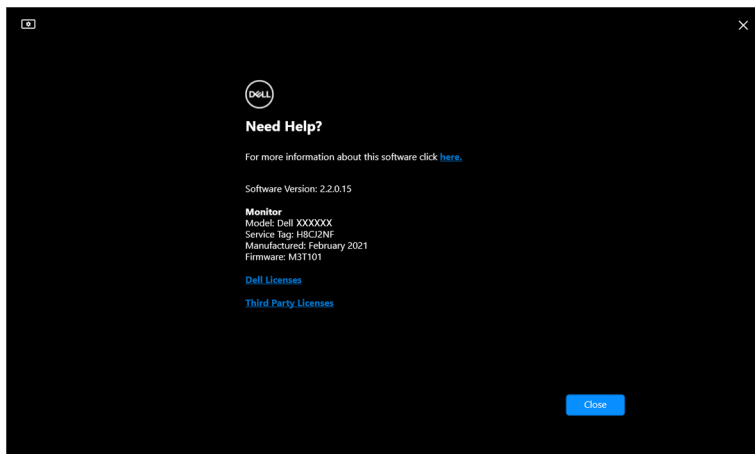 DELL
Need Help?
For more information about this software click here.
Software Version: 2.2.0.15
Monitor
Model: Dell XXXXXX
Service Tag: H8CJ2NF
Manufactured: February 2021
Firmware: M3T101
Dell Licenses
Third Party Licenses
Close